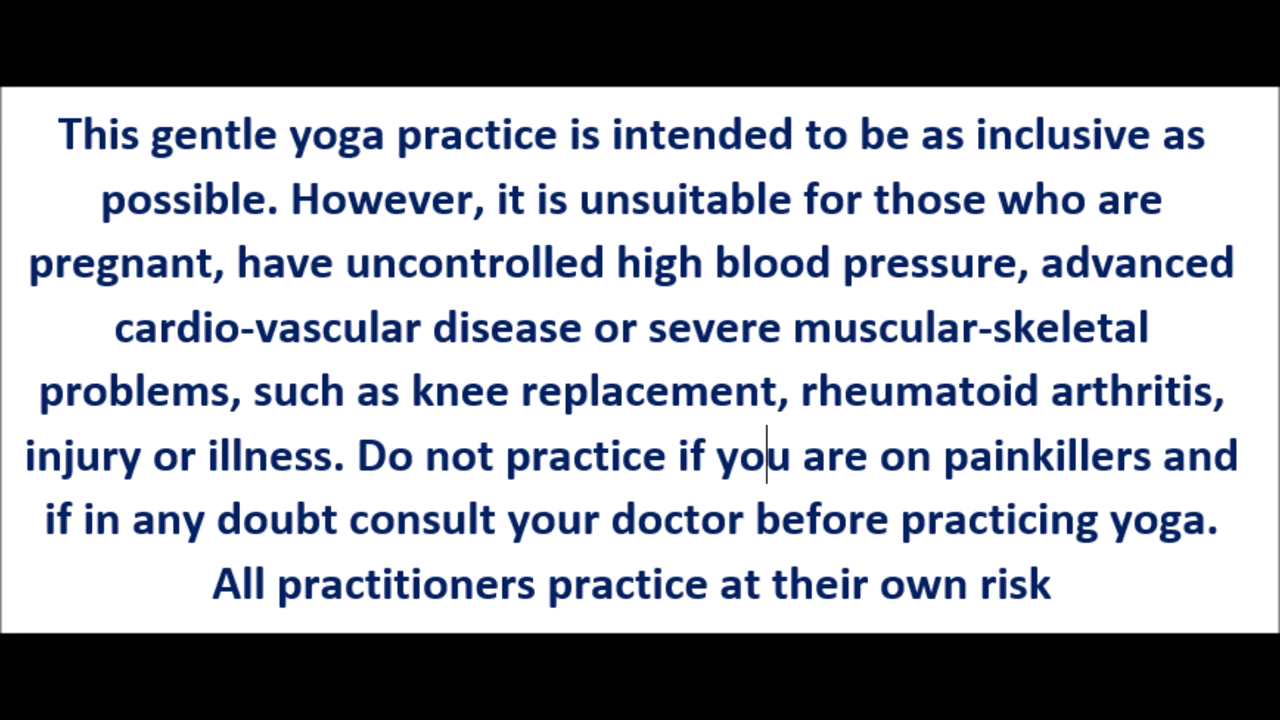 This gentle yoga practice is intended to be as inclusive as
possible. However, it is unsuitable for those who are
pregnant, have uncontrolled high blood pressure, advanced
cardio-vascular disease or severe muscular-skeletal
problems, such as knee replacement, rheumatoid arthritis,
injury or illness. Do not practice if you are on painkillers and
if in any doubt consult your doctor before practicing yoga.
All practitioners practice at their own risk